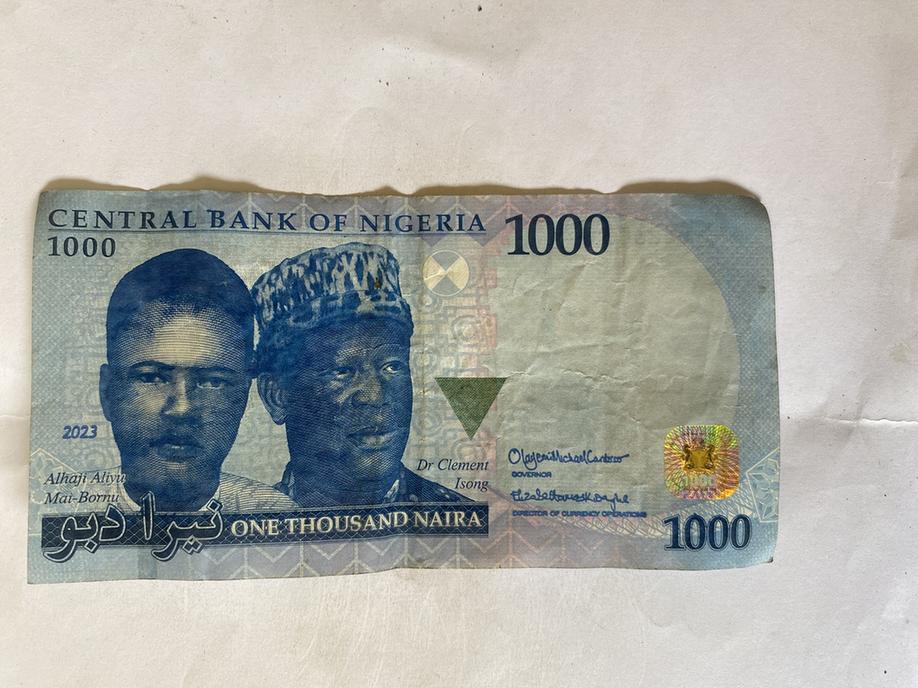 CENTRAL BANK OF NIGERIA
1000
1000
2023
Alhaji Aliyu
Mai-Bornu
Dr Clement
Isong
GOVERNOR
DIRECTOR OF CURRENCY OPERATIONS
نيرا دبو
ONE THOUSAND NAIRA
1000
1000